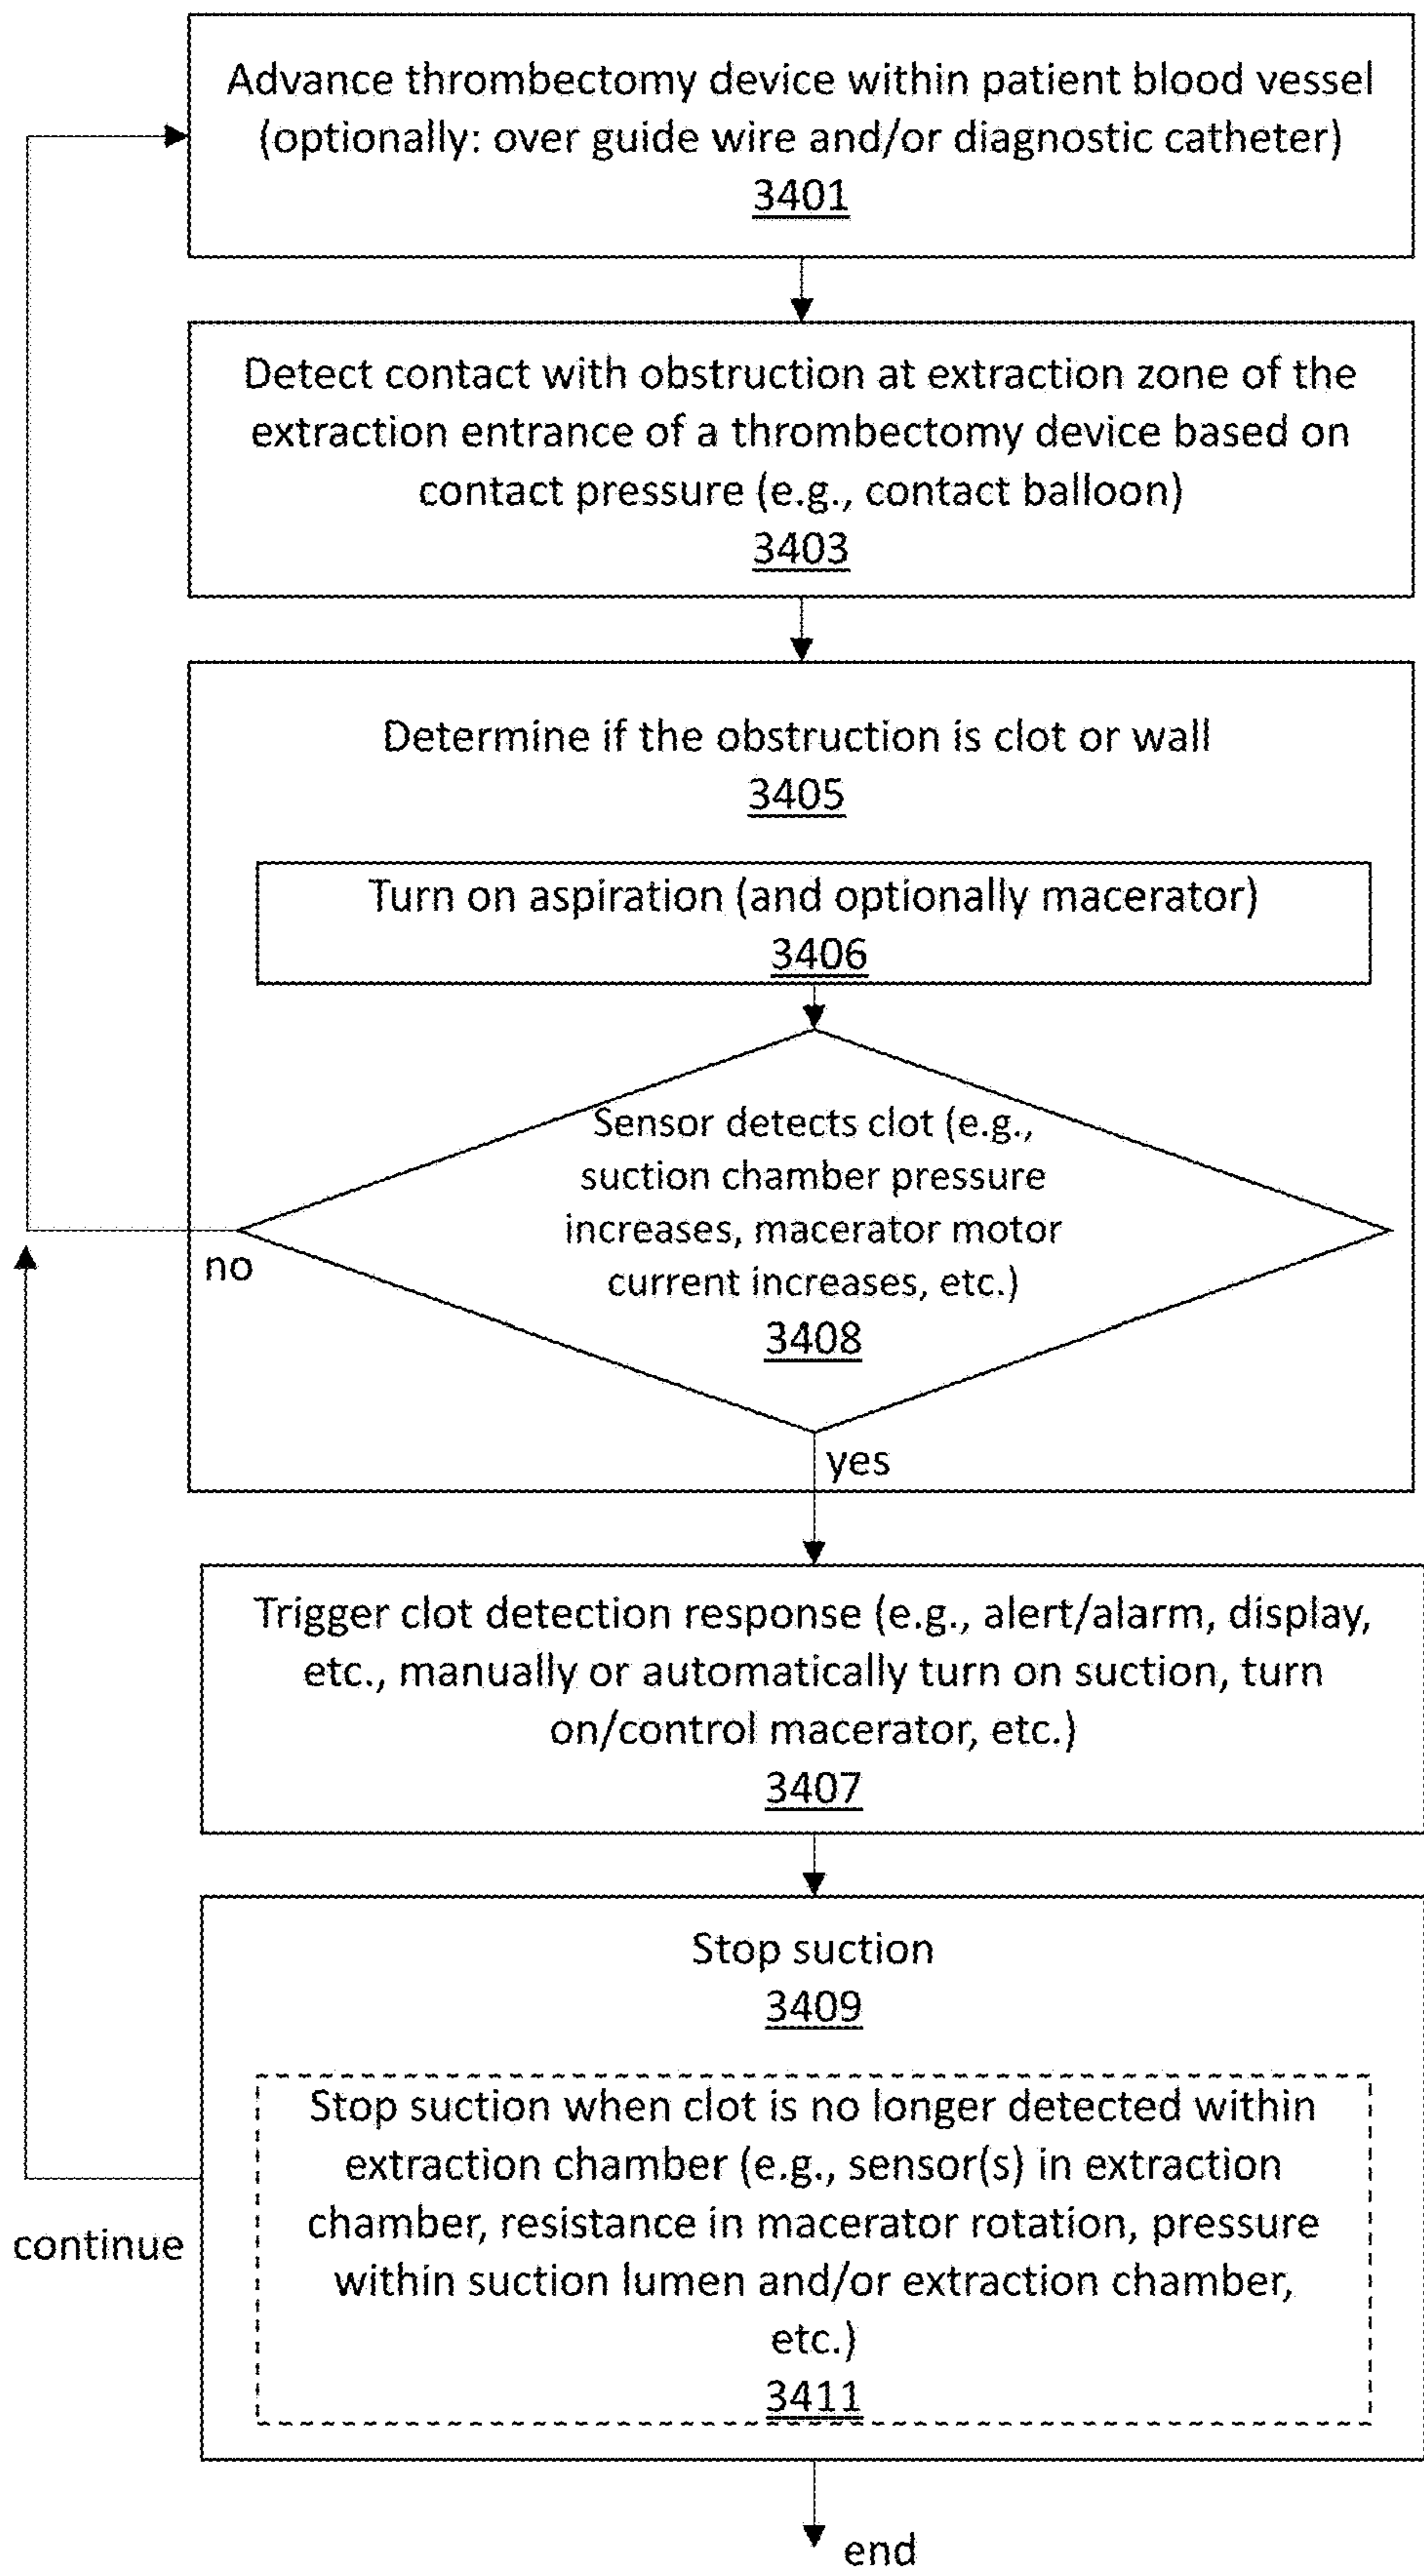 Advance thrombectomy device within patient blood vessel
(optionally: over guide wire and/or diagnostic catheter)
3401
Detect contact with obstruction at extraction zone of the
extraction entrance of a thrombectomy device based on
contact pressure (e.g., contact balloon)
3403
Determine if the obstruction is clot or wall
3405
Turn on aspiration (and optionally macerator)
3406
Sensor detects clot (e.g.,
suction chamber pressure
increases, macerator motor
current increases, etc.)
3408
no
yes
Trigger clot detection response (e.g., alert/alarm, display,
etc., manually or automatically turn on suction, turn
on/control macerator, etc.)
3407
Stop suction
3409
Stop suction when clot is no longer detected within
extraction chamber (e.g., sensor(s) in extraction
chamber, resistance in macerator rotation, pressure
within suction lumen and/or extraction chamber,
etc.)
3411
continue
end